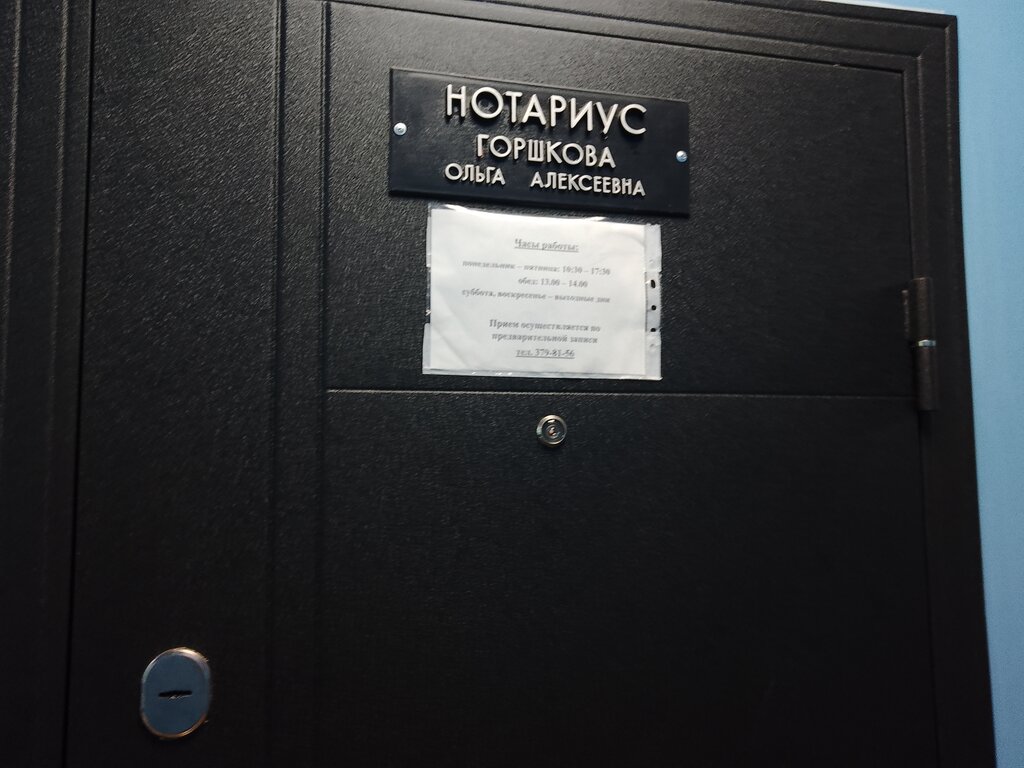 НОТАРИУС
ГОРШКОВА
ОЛЬГА АЛЕКСЕЕВНА
Часы работы:
понедельник – пятница: 10:30 – 17:30
обед: 13.00 – 14.00
суббота, воскресенье – выходные дни
Прием осуществляется по
предварительной записи
тел. 379-81-56